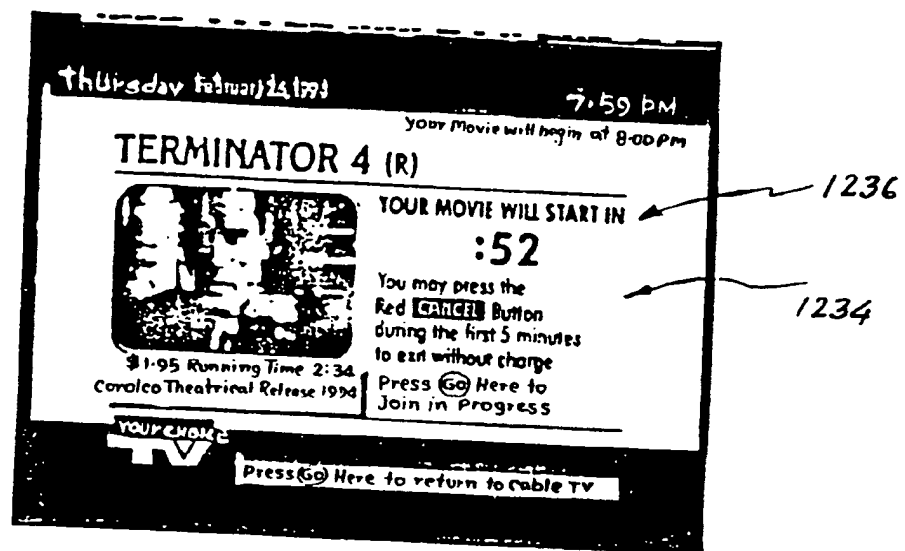 Thursday February 24, 1994
7:59 PM
Your Movie will begin at 8:00 PM
TERMINATOR 4 (R)
YOUR MOVIE WILL START IN
:52
You may press the
Red CANCEL Button
during the first 5 minutes
to exit without charge
Press Go Here to
Join in Progress
$1.95 Running Time 2:34
Carolco Theatrical Release 1994
YOUR CHOICE
TV
Press Go Here to return to Cable TV
1236
1234